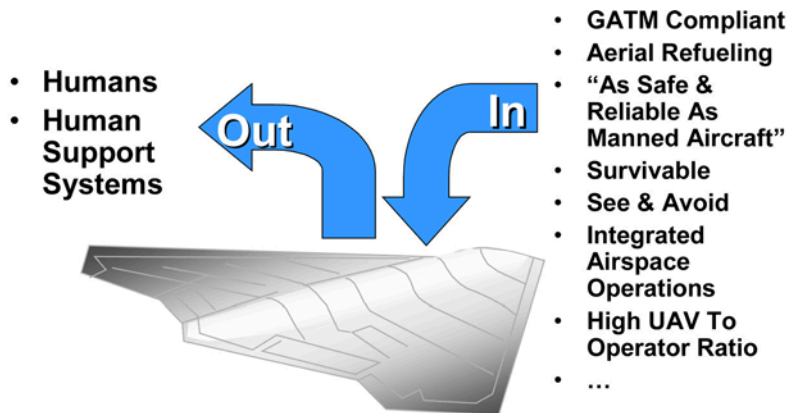 • Humans
• Human
Support
Systems
Out
In
• GATM Compliant
• Aerial Refueling
• “As Safe &
Reliable As
Manned Aircraft”
• Survivable
• See & Avoid
• Integrated
Airspace
Operations
• High UAV To
Operator Ratio
• …